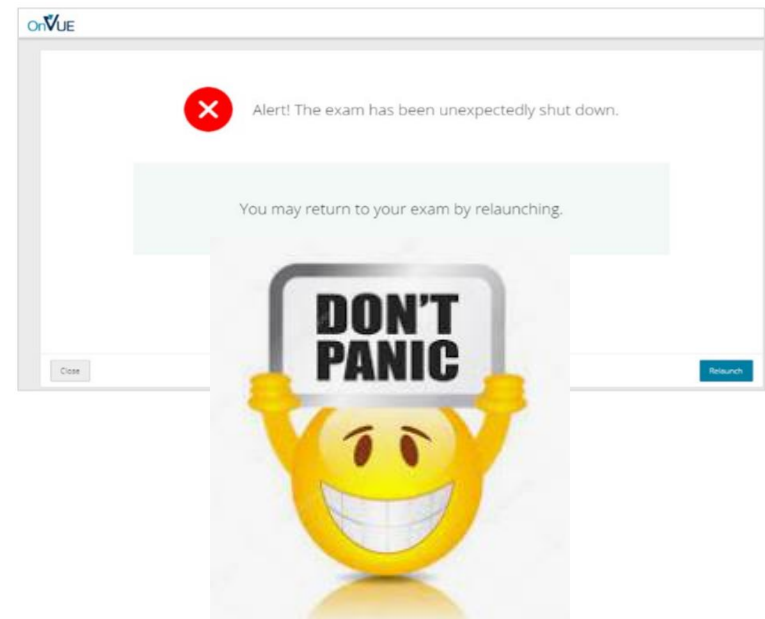 OnVUE
Alert! The exam has been unexpectedly shut down.
You may return to your exam by relaunching.
DON'T
PANIC
Close
Relaunch